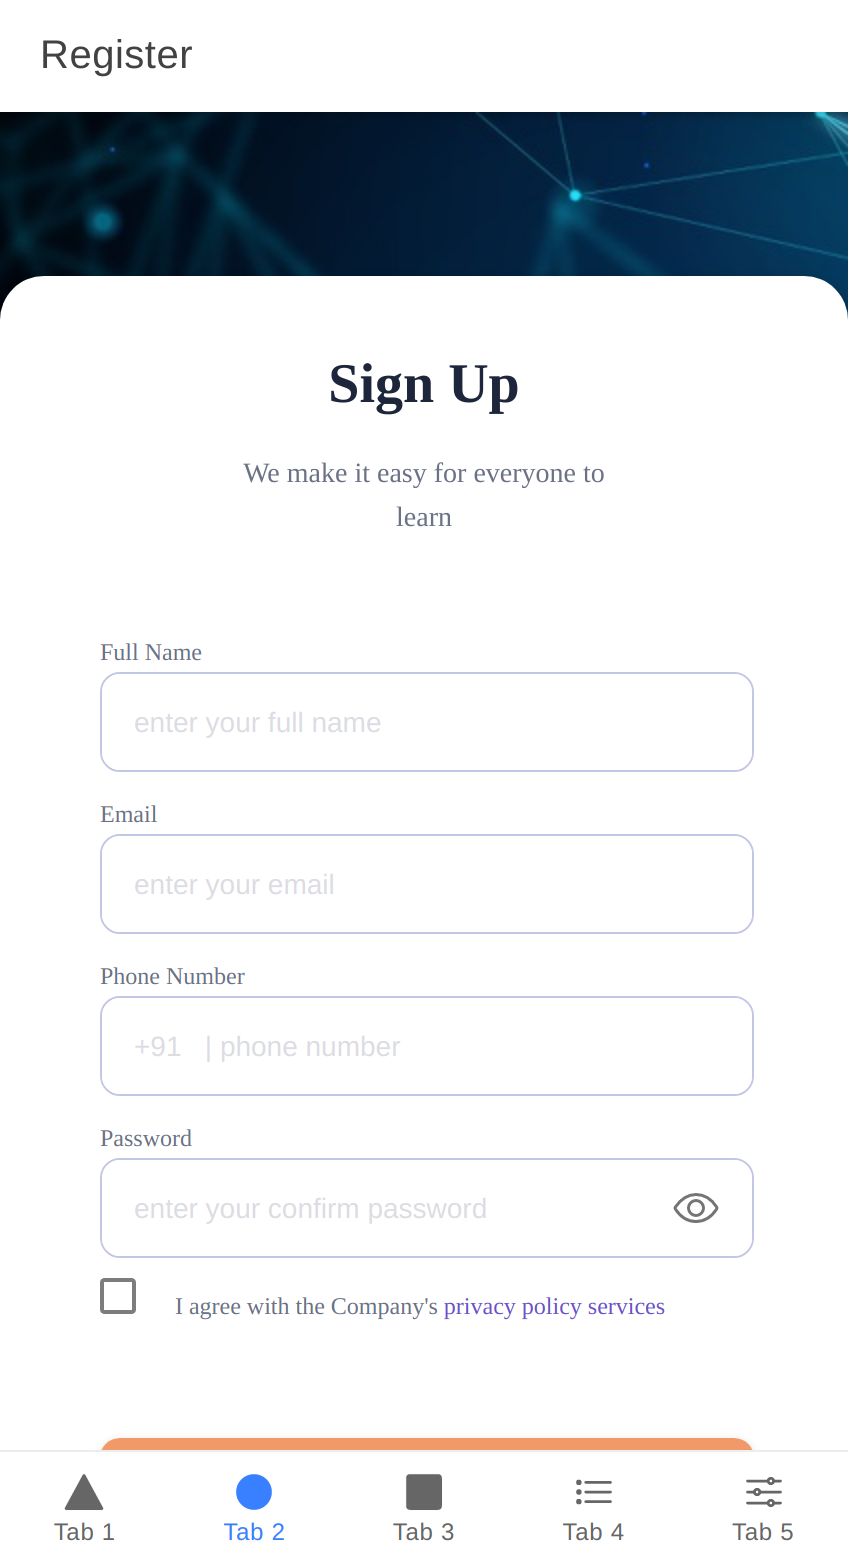 Register
Sign Up
We make it easy for everyone to
learn
Full Name
enter your full name
Email
enter your email
Phone Number
+91 | phone number
Password
enter your confirm password
I agree with the Company's privacy policy services
Tab 1 Tab 2 Tab 3 Tab 4 Tab 5